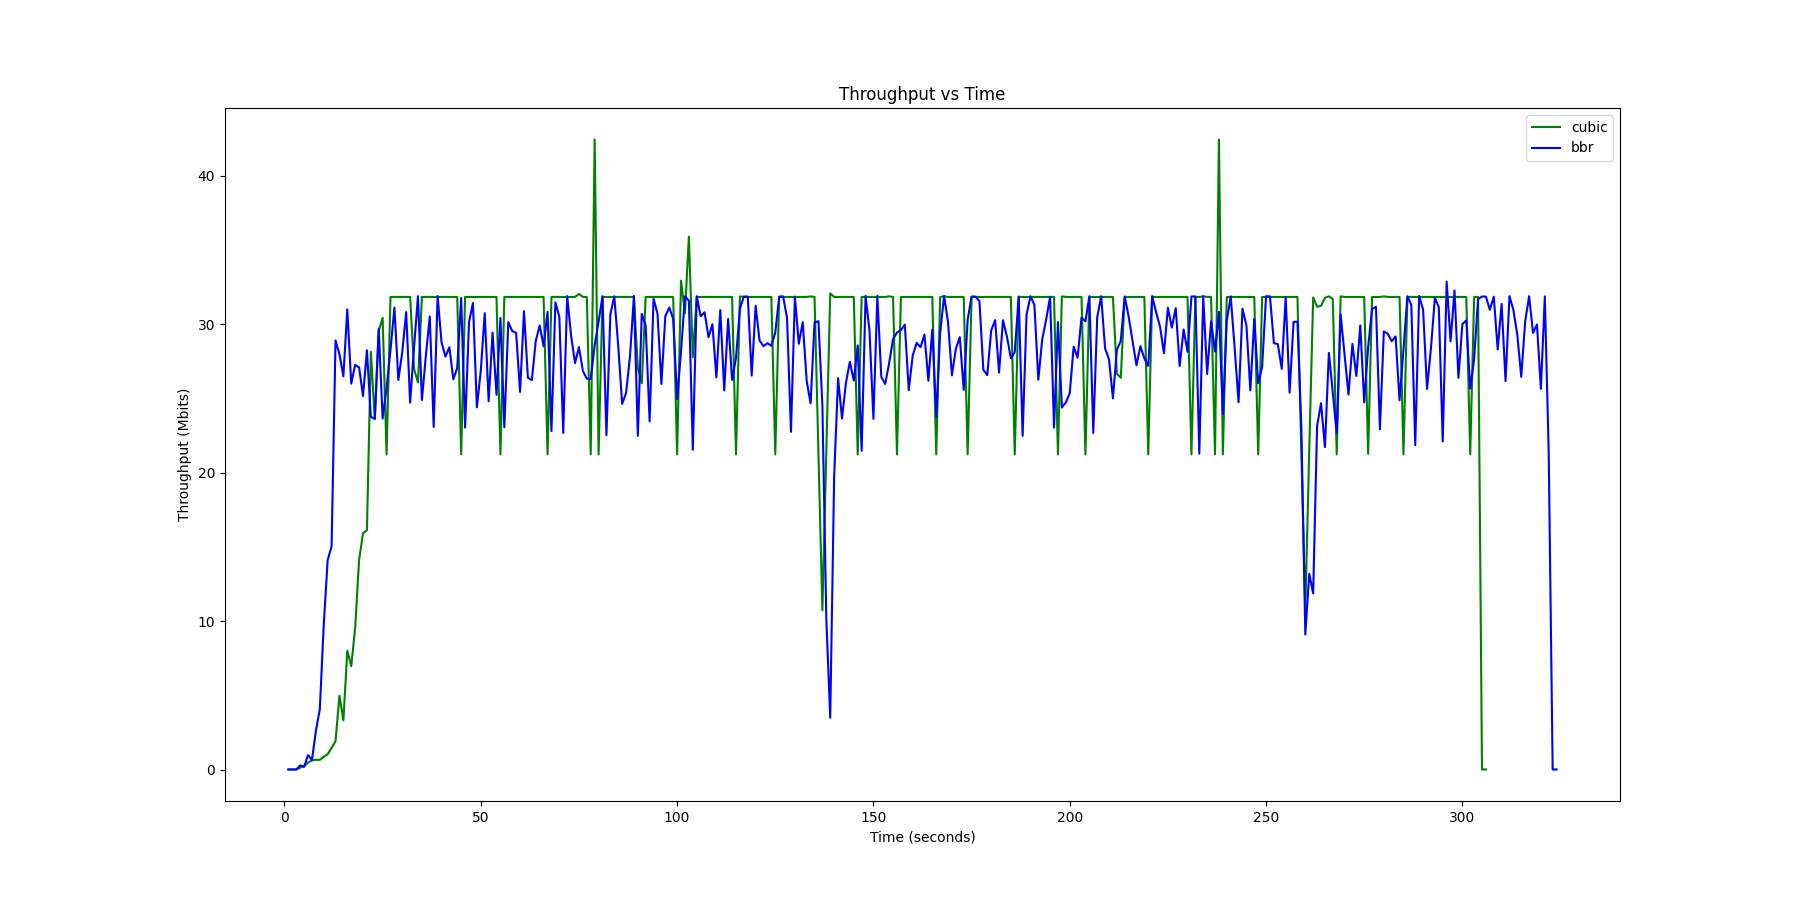 Throughput vs Time
cubic
bbr
Throughput (Mbits)
40
30
20
10
0
0 50 100 150 200 250 300
Time (seconds)